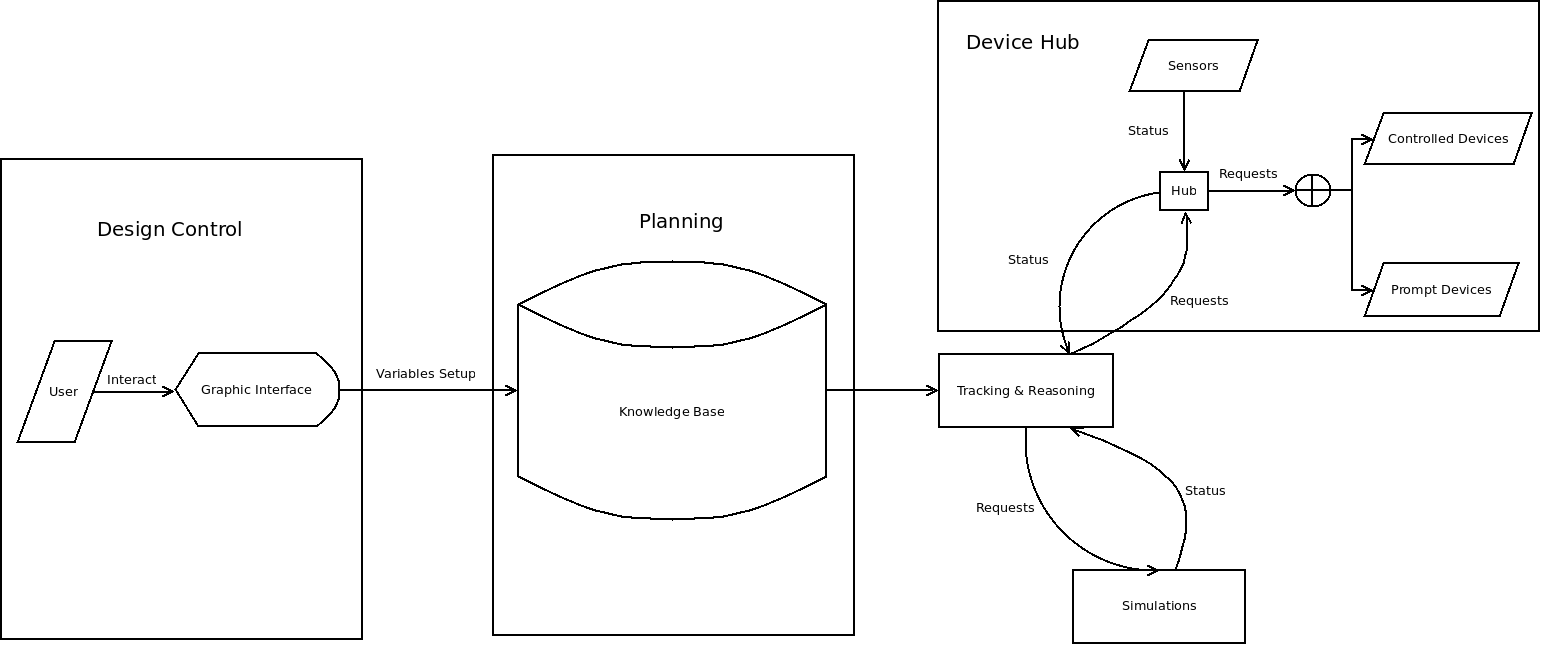 Device Hub
Sensors
Status
Controlled Devices
Requests
Hub
Status
Requests
Prompt Devices
Design Control
User
Interact
Graphic Interface
Variables Setup
Planning
Knowledge Base
Tracking & Reasoning
Requests
Status
Simulations